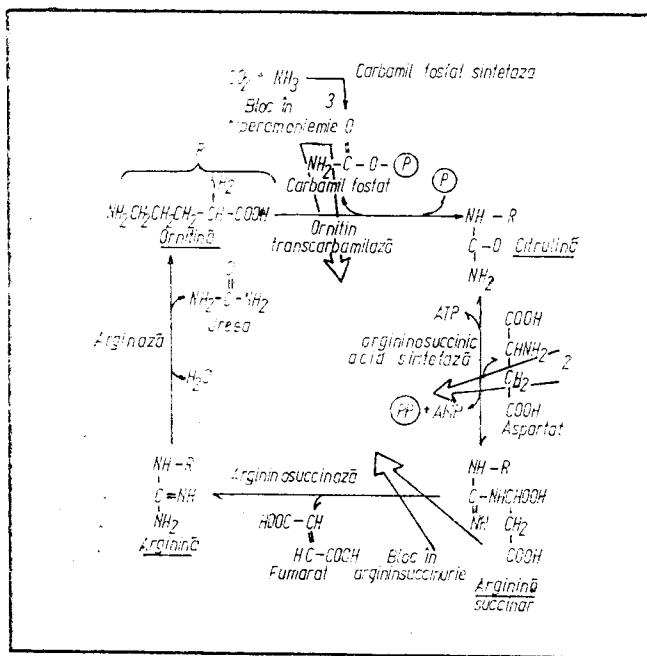 CO2 + NH3
Carbamil fosfat sintetaza
Bloc în
3
O
C – O – P
NH2
Carbamil fosfat
P
R
NH2
NH2CH2CH2CH2–CH–COOH
Ornitină
Ornitin
transcarbamilază
P
NH – R
C – O
Citrulină
NH2
O
NH2–C–NH2
Ureea
Arginază
H2O
ATP
argininosuccinic
acid sintetază
COOH
CHNH2
CH2
2
PP + AMP
COOH
Aspartat
NH – R
C = NH
NH2
Arginină
Argininosuccinază
HOOC–CH
HC–COOH
Fumarat
Bloc în
argininsuccinurie
NH – R
C – NHCHOOH
NH
CH2
COOH
Arginină
succinat